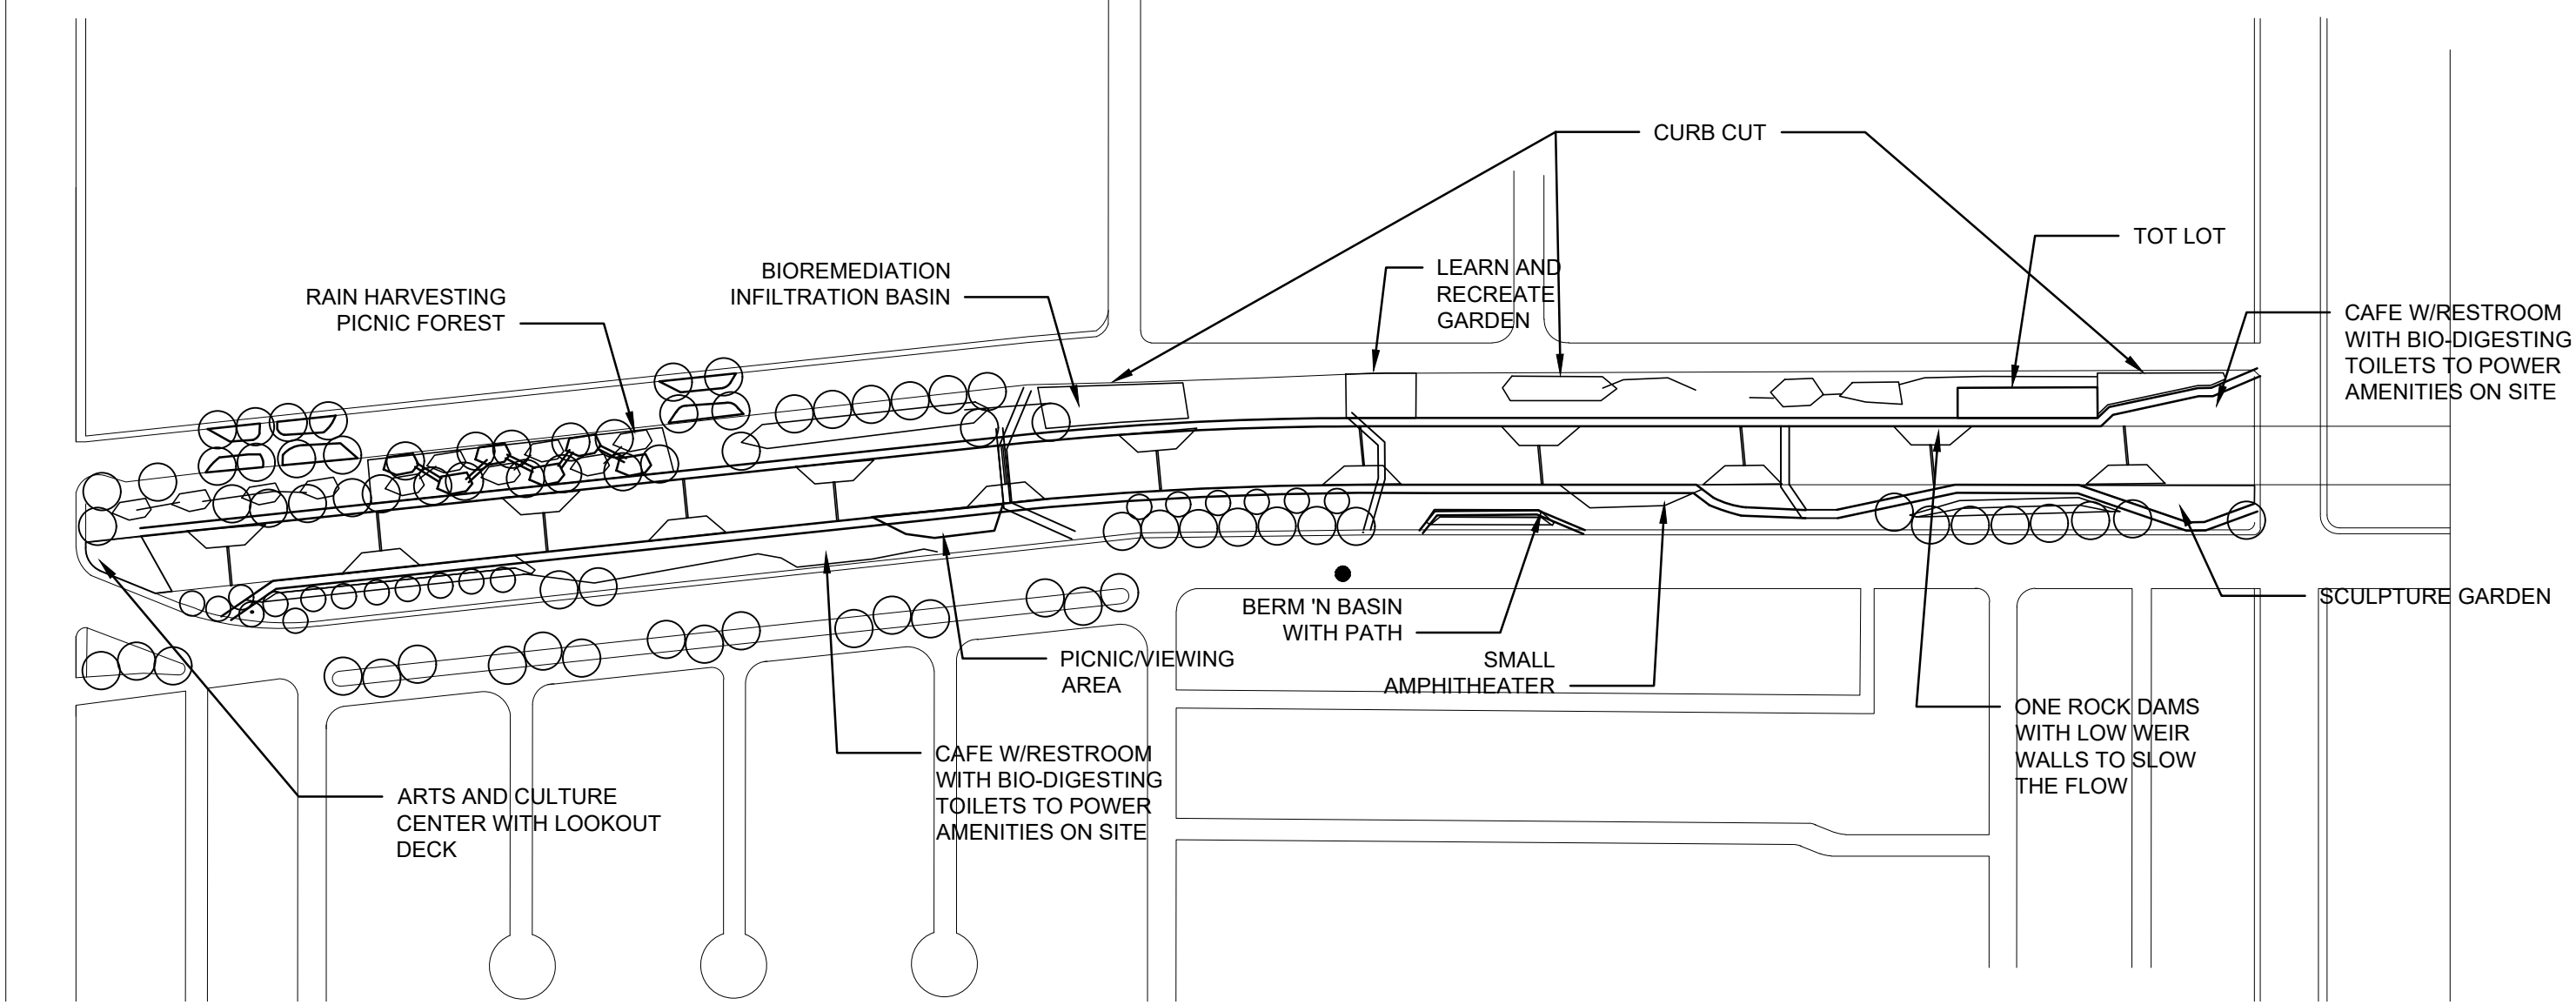 CURB CUT
TOT LOT
LEARN AND
RECREATE
GARDEN
BIOREMEDIATION
INFILTRATION BASIN
RAIN HARVESTING
PICNIC FOREST
CAFE W/RESTROOM
WITH BIO-DIGESTING
TOILETS TO POWER
AMENITIES ON SITE
SCULPTURE GARDEN
BERM 'N BASIN
WITH PATH
PICNIC/VIEWING
AREA
SMALL
AMPHITHEATER
ONE ROCK DAMS
WITH LOW WEIR
WALLS TO SLOW
THE FLOW
CAFE W/RESTROOM
WITH BIO-DIGESTING
TOILETS TO POWER
AMENITIES ON SITE
ARTS AND CULTURE
CENTER WITH LOOKOUT
DECK